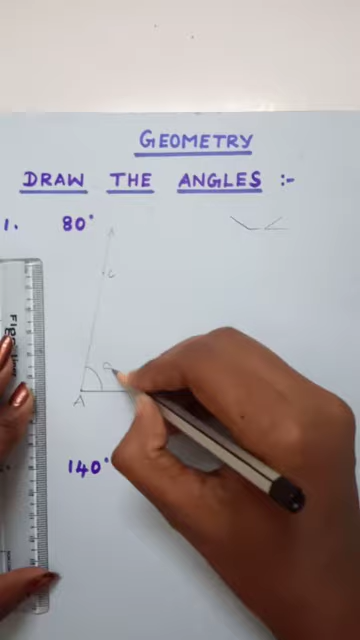 GEOMETRY
DRAW THE ANGLES :-
1. 80°
C
A
140°